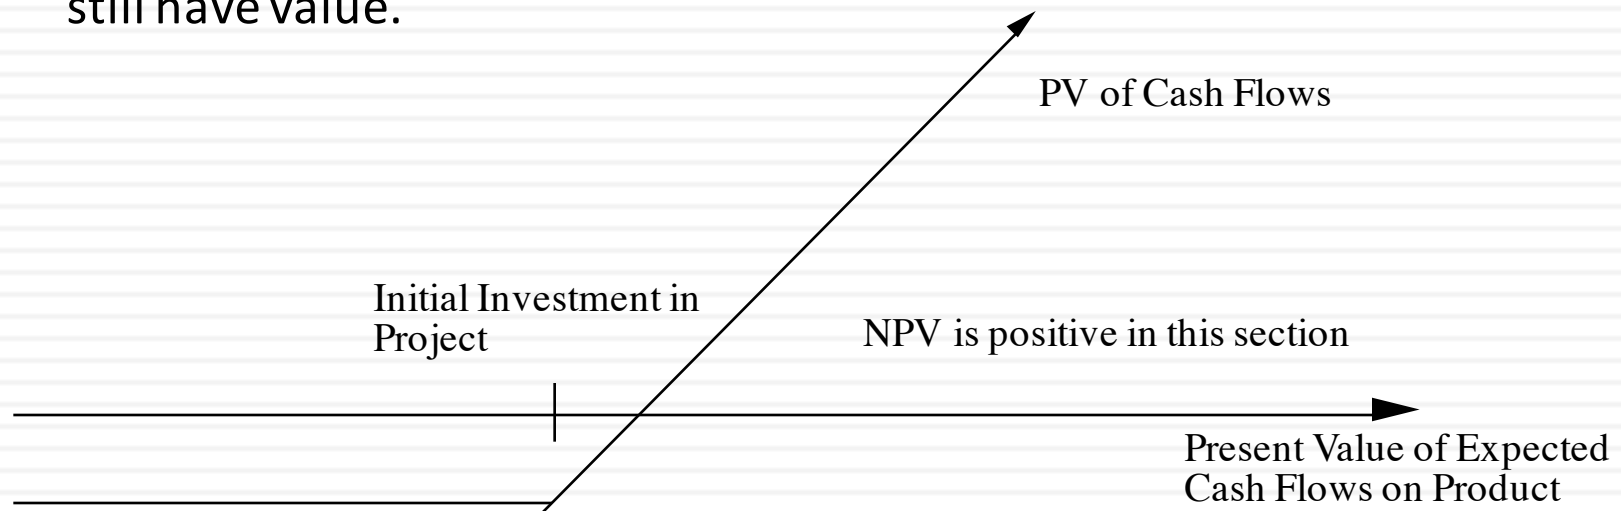 still have value.
PV of Cash Flows
Initial Investment in
Project
NPV is positive in this section
Present Value of Expected
Cash Flows on Product